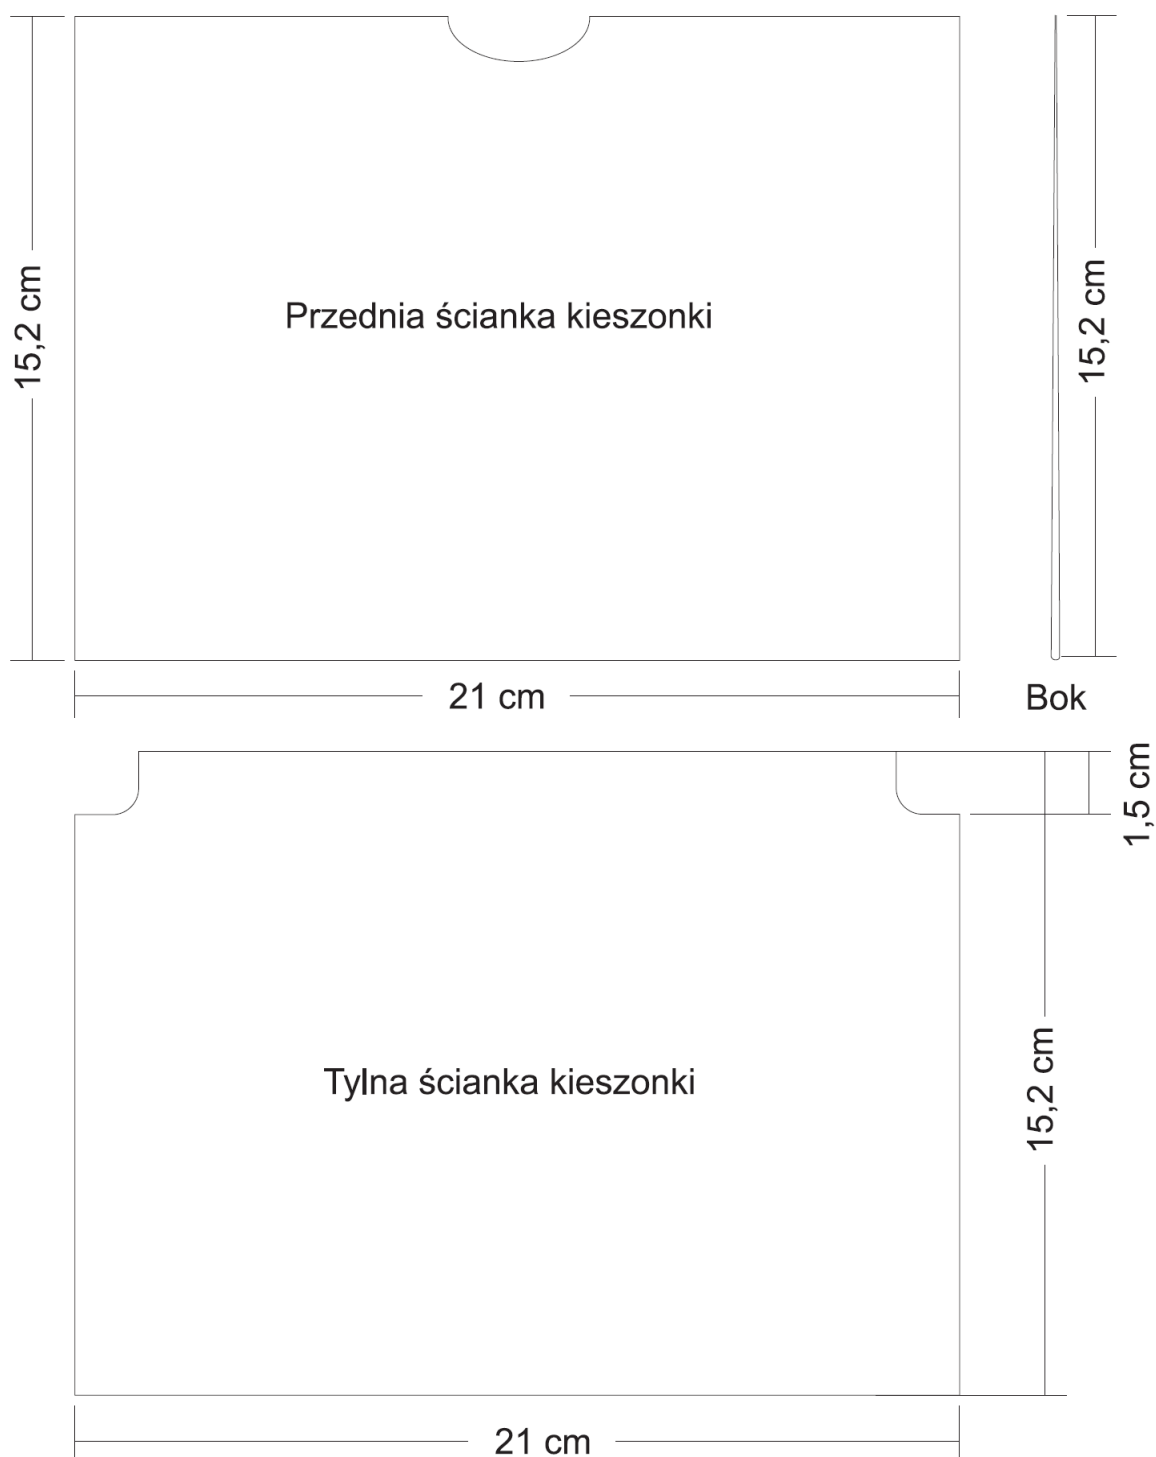 15,2 cm
Przednia ścianka kieszonki
15,2 cm
21 cm
Bok
1,5 cm
Tylna ścianka kieszonki
15,2 cm
21 cm